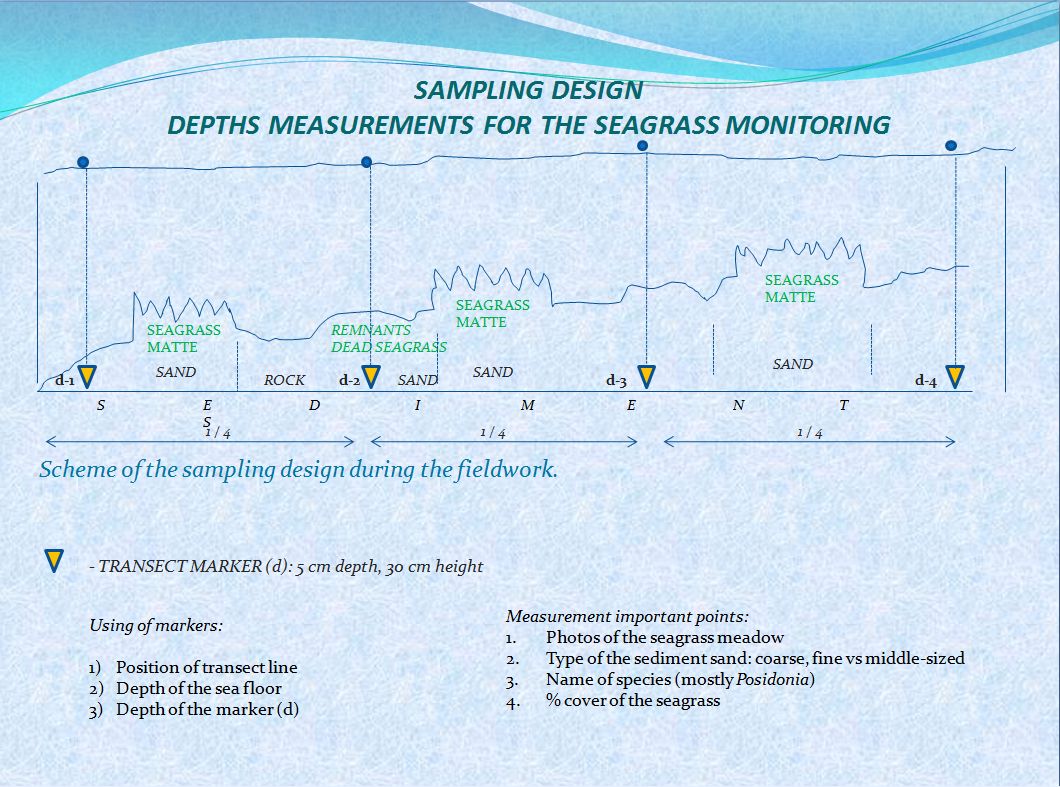 SAMPLING DESIGN
DEPTHS MEASUREMENTS FOR THE SEAGRASS MONITORING
SEAGRASS
MATTE
SAND
ROCK
REMNANTS
DEAD SEAGRASS
SAND
SEAGRASS
MATTE
SAND
SEAGRASS
MATTE
SAND
d-1
d-2
d-3
d-4
S E D I M E N T
S
1 / 4
1 / 4
1 / 4
Scheme of the sampling design during the fieldwork.
- TRANSECT MARKER (d): 5 cm depth, 30 cm height
Using of markers:
1) Position of transect line
2) Depth of the sea floor
3) Depth of the marker (d)
Measurement important points:
1. Photos of the seagrass meadow
2. Type of the sediment sand: coarse, fine vs middle-sized
3. Name of species (mostly Posidonia)
4. % cover of the seagrass